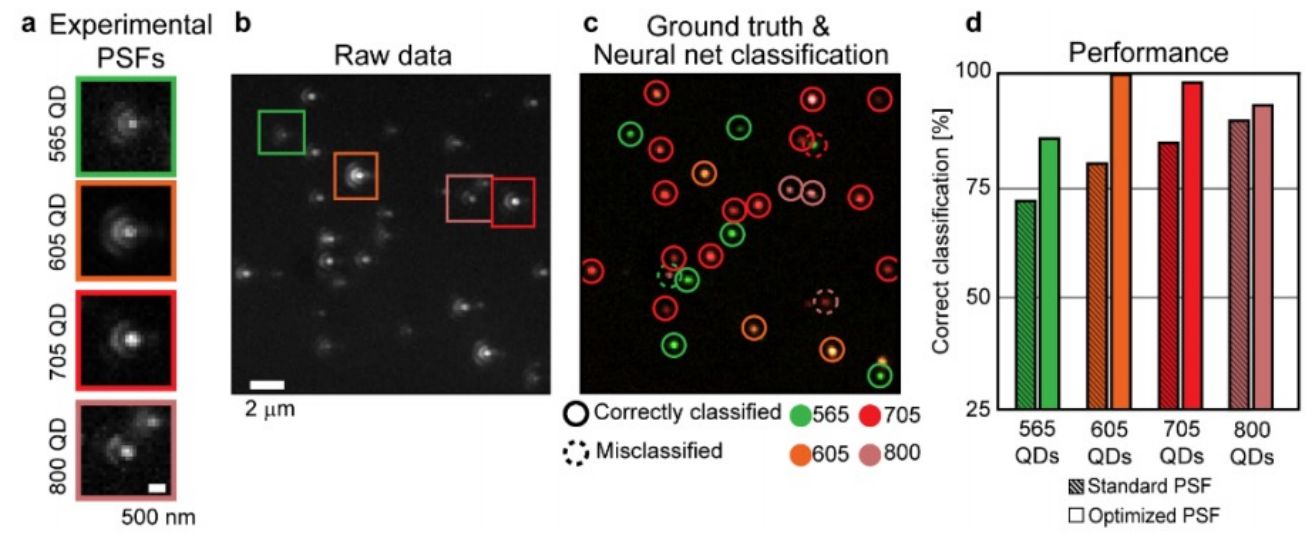 a Experimental PSFs
565 QD
605 QD
705 QD
800 QD
500 nm
b
Raw data
2 μm
c
Ground truth &
Neural net classification
Correctly classified
Misclassified
565
705
605
800
d
Performance
Correct classification [%]
100
75
50
25
565 QDs
605 QDs
705 QDs
800 QDs
Standard PSF
Optimized PSF